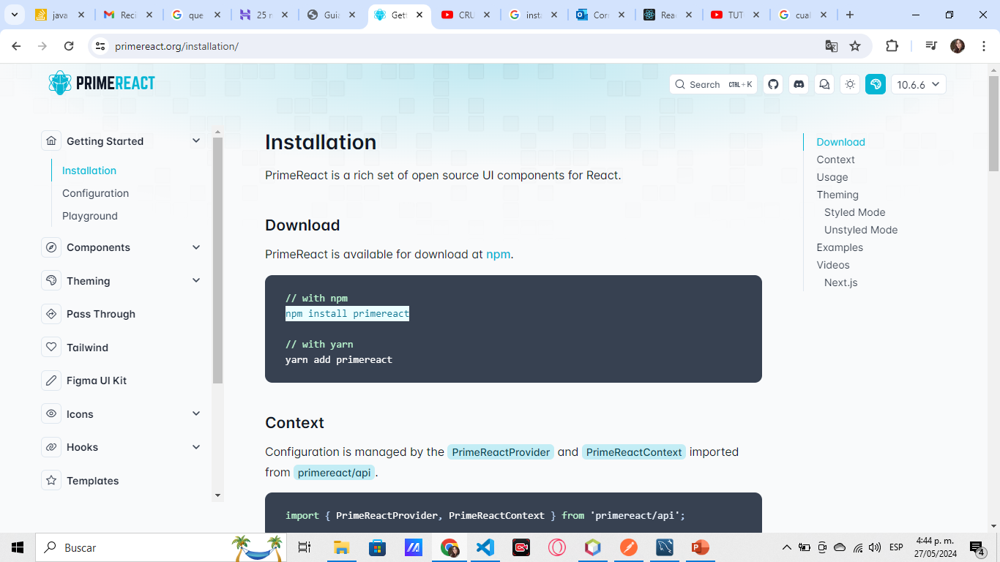 java
Reci
que
25 n
Guía
Gett
CRU
insta
Corr
Reac
TUT
cual
primereact.org/installation/
PRIMEREACT
Search CTRL+K
10.6.6
Getting Started
Installation
Configuration
Playground
Components
Theming
Pass Through
Tailwind
Figma UI Kit
Icons
Hooks
Templates
Installation
PrimeReact is a rich set of open source UI components for React.
Download
PrimeReact is available for download at npm.
// with npm
npm install primereact
// with yarn
yarn add primereact
Context
Configuration is managed by the PrimeReactProvider and PrimeReactContext imported
from primereact/api .
import { PrimeReactProvider, PrimeReactContext } from 'primereact/api';
Download
Context
Usage
Theming
Styled Mode
Unstyled Mode
Examples
Videos
Next.js
Buscar
ESP
4:44 p. m.
27/05/2024
4